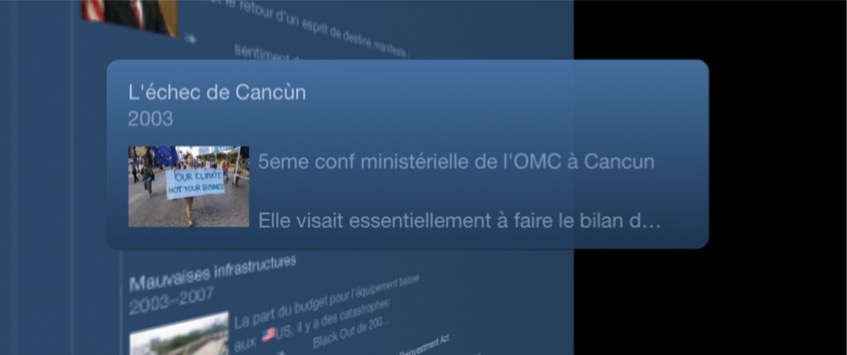 le retour d'un esprit de destiné manifeste :
sentiment d
L'échec de Cancùn
2003
OUR CLIMATE
NOT YOUR BUSINESS
5eme conf ministérielle de l'OMC à Cancun
Elle visait essentiellement à faire le bilan d...
Mauvaises infrastructures
2003–2007
La part du budget pour l'équipement baisse
aux 🇺🇸US, il y a des catastrophes:
Black Out de 200...
Reinvestment Act